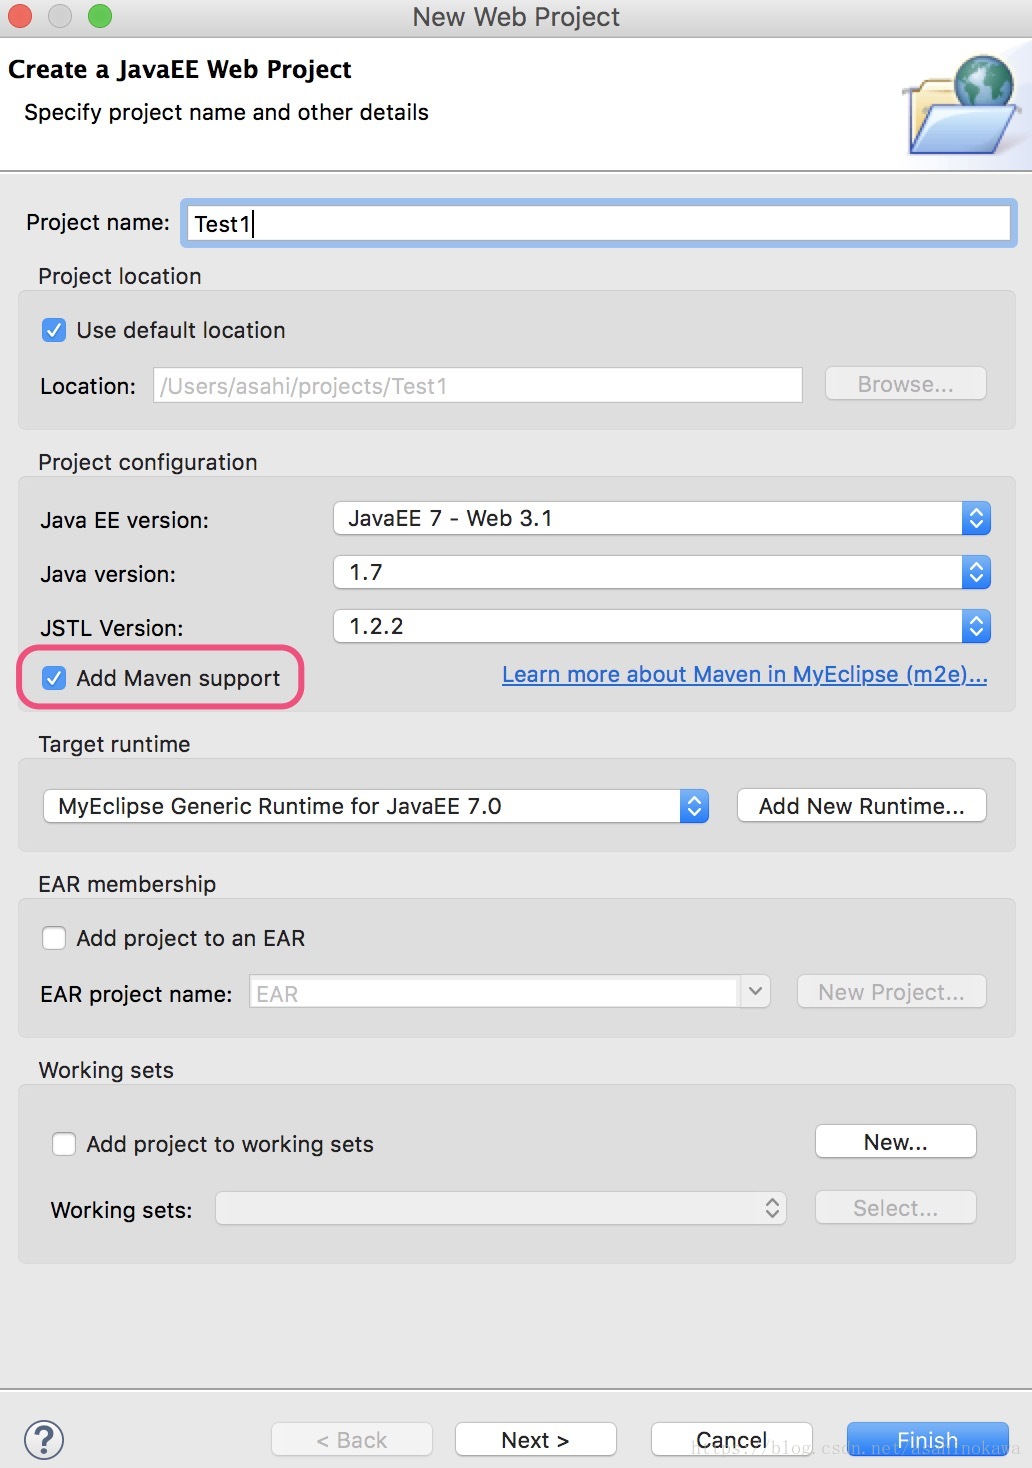 New Web Project
Create a JavaEE Web Project
Specify project name and other details
Project name: Test1
Project location
Use default location
Location: /Users/asahi/projects/Test1 Browse...
Project configuration
Java EE version: JavaEE 7 - Web 3.1
Java version: 1.7
JSTL Version: 1.2.2
Add Maven support Learn more about Maven in MyEclipse (m2e)...
Target runtime
MyEclipse Generic Runtime for JavaEE 7.0 Add New Runtime...
EAR membership
Add project to an EAR
EAR project name: EAR New Project...
Working sets
Add project to working sets New...
Working sets: Select...
? < Back Next > Cancel Finish
https://blog.csdn.net/asahinokawa